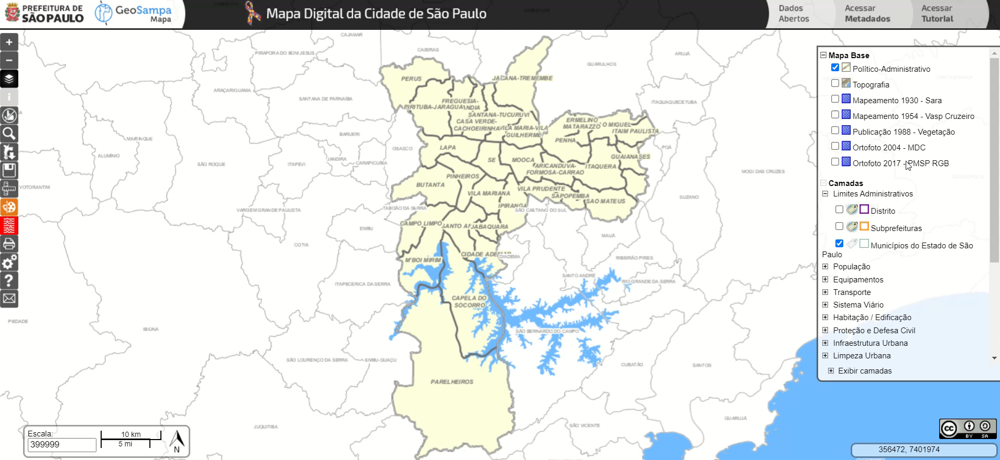 PREFEITURA DE
SÃO PAULO
GeoSampa
Mapa
Mapa Digital da Cidade de São Paulo
Dados
Abertos
Acessar
Metadados
Acessar
Tutorial
CAJAMAR
CAIEIRAS
PIRAPORA DO BOM JESUS
ARUJÁ
GUARULHOS
PERUS
JACANA-TREMEMBE
ARAÇARIGUAMA
SANTANA DE PARNAÍBA
ITAQUAQUECETUBA
FREGUESIA-
PIRITUBA-JARAGUA
SANTANA-TUCURUVI
CASA VERDE-
CACHOEIRINHA
VILA MARIA-VILA
GUILHERME
ERMELINO
MATARAZZO
O MIGUEL
ITAIM PAULISTA
PENHA
MAIRINQUE
BARUERI
OSASCO
LAPA
SE
MOOCA
GUAIANASES
POÁ
ALUMÍNIO
SÃO ROQUE
ITAPEVI
JANDIRA
CARAPICUÍBA
ARICANDUVA-
FORMOSA-CARRAO
ITAQUERA
MOGI DAS CRUZES
PINHEIROS
BUTANTA
VOTORANTIM
VILA MARIANA
VILA PRUDENTE
SAPOPEMBA
SAO MATEUS
SUZANO
IPIRANGA
VARGEM GRANDE PAULISTA
TABOÃO DA SERRA
SÃO CAETANO DO SUL
CAMPO LIMPO
SANTO A
JABAQUARA
EMBU
COTIA
MAUÁ
M'BOI MIRIM
CIDADE ADEMAR
DIADEMA
RIBEIRÃO PIRES
SANTO ANDRÉ
RIO GRANDE DA SERRA
ITAPECERICA DA SERRA
CAPELA DO
SOCORRO
PIEDADE
IBIÚNA
SÃO BERNARDO DO CAMPO
SÃO LOURENÇO DA SERRA
EMBU-GUAÇU
CUBATÃO
SANTOS
PARELHEIROS
JUQUITIBA
SÃO VICENTE
GUARUJÁ
Mapa Base
Político-Administrativo
Topografia
Mapeamento 1930 - Sara
Mapeamento 1954 - Vasp Cruzeiro
Publicação 1988 - Vegetação
Ortofoto 2004 - MDC
Ortofoto 2017 - PMSP RGB
Camadas
Limites Administrativos
Distrito
Subprefeituras
Municípios do Estado de São
Paulo
População
Equipamentos
Transporte
Sistema Viário
Habitação / Edificação
Proteção e Defesa Civil
Infraestrutura Urbana
Limpeza Urbana
Exibir camadas
Escala:
399999
10 km
5 mi
N
cc
BY SA
356472, 7401974